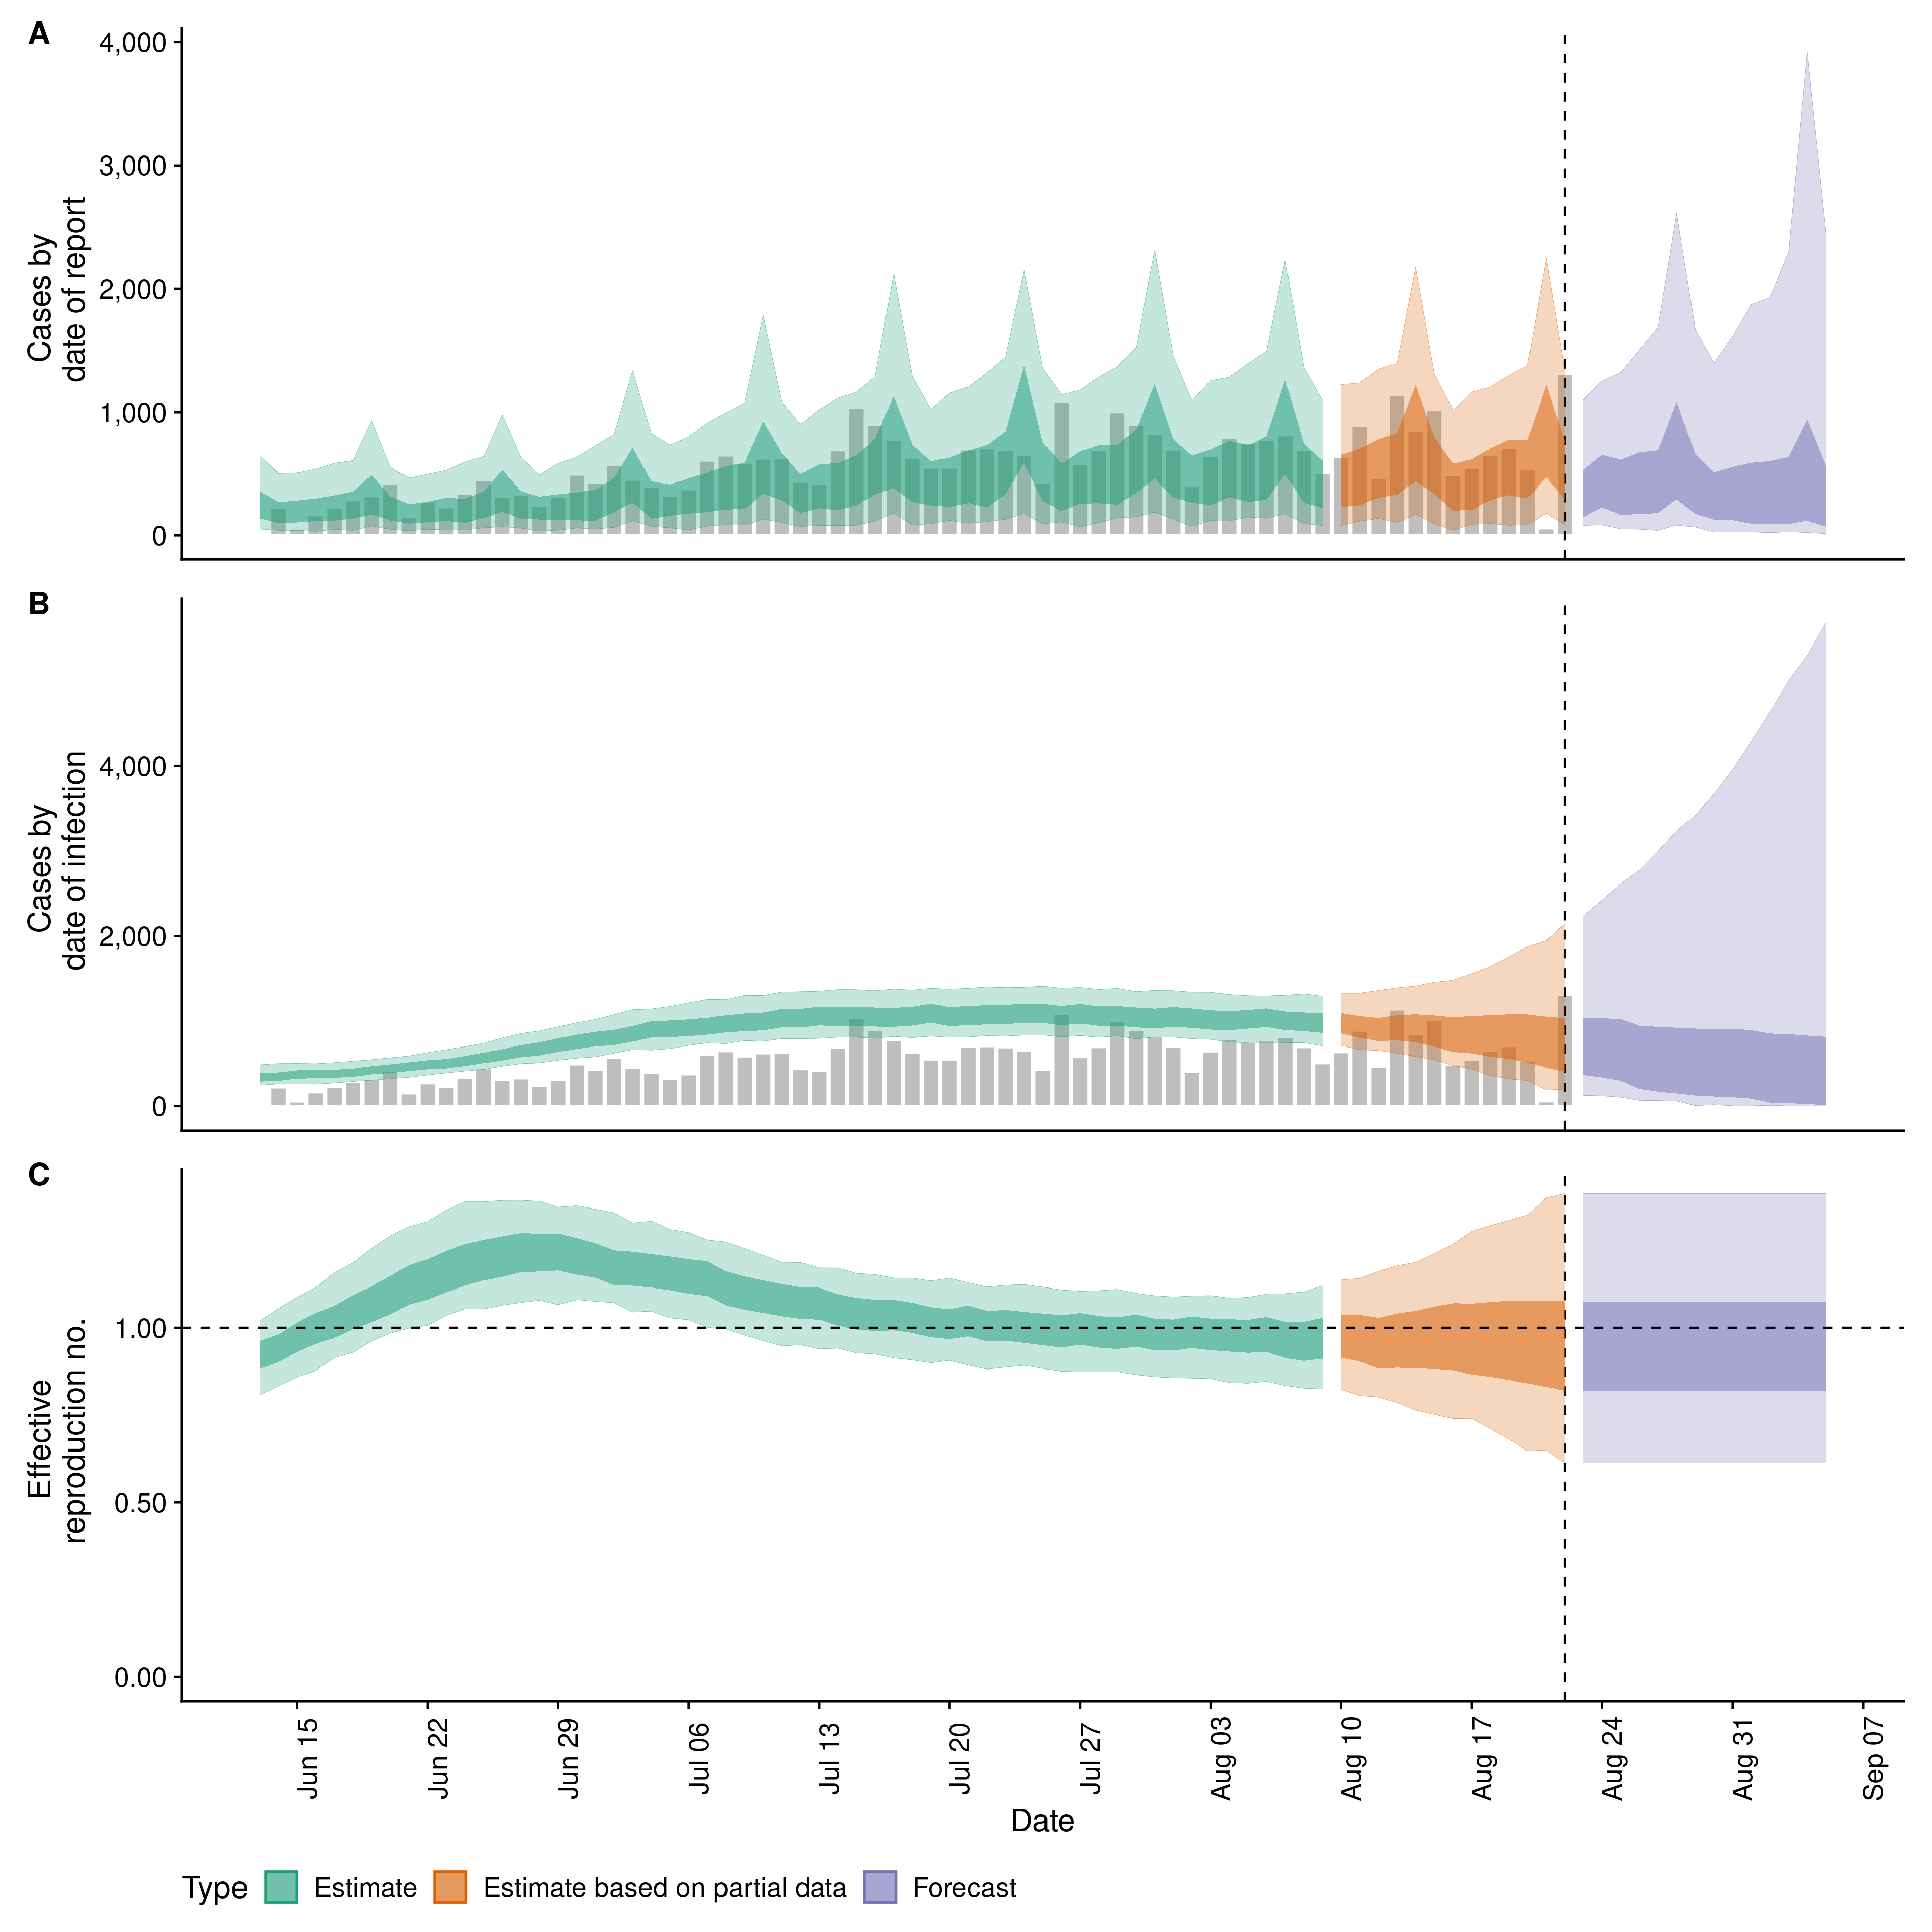 A
4,000
3,000
2,000
1,000
0
Cases by
date of report
B
4,000
2,000
0
Cases by
date of infection
C
1.00
0.50
0.00
Effective
reproduction no.
Jun 15
Jun 22
Jun 29
Jul 06
Jul 13
Jul 20
Jul 27
Aug 03
Aug 10
Aug 17
Aug 24
Aug 31
Sep 07
Date
Type Estimate Estimate based on partial data Forecast